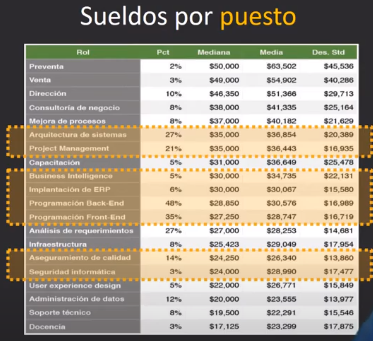 Sueldos por puesto
Rol Pct Mediana Media Des. Std
Preventa 2% $50,000 $63,502 $45,536
Venta 3% $50,000 $54,902 $40,286
Dirección 10% $46,350 $51,366 $29,713
Consultoría de negocio 8% $38,000 $41,335 $25,164
Mejora de procesos 8% $37,000 $40,182 $21,629
Arquitectura de sistemas 27% $35,000 $36,854 $20,389
Project Management 21% $35,000 $36,443 $16,935
Capacitación 5% $31,000 $36,649 $25,478
Business Intelligence 5% $30,000 $34,735 $22,131
Implantación de ERP 6% $30,000 $30,067 $15,580
Programación Back-End 48% $28,850 $30,576 $16,989
Programación Front-End 35% $27,250 $28,747 $16,719
Análisis de requerimientos 27% $27,000 $28,253 $14,681
Infraestructura 8% $25,423 $29,049 $17,954
Aseguramiento de calidad 14% $24,250 $26,340 $13,860
Seguridad informática 3% $24,000 $28,990 $17,477
User experience design 5% $22,000 $26,771 $15,849
Administración de datos 12% $20,000 $23,555 $13,977
Soporte técnico 8% $19,500 $22,291 $15,546
Docencia 3% $17,125 $23,299 $17,875